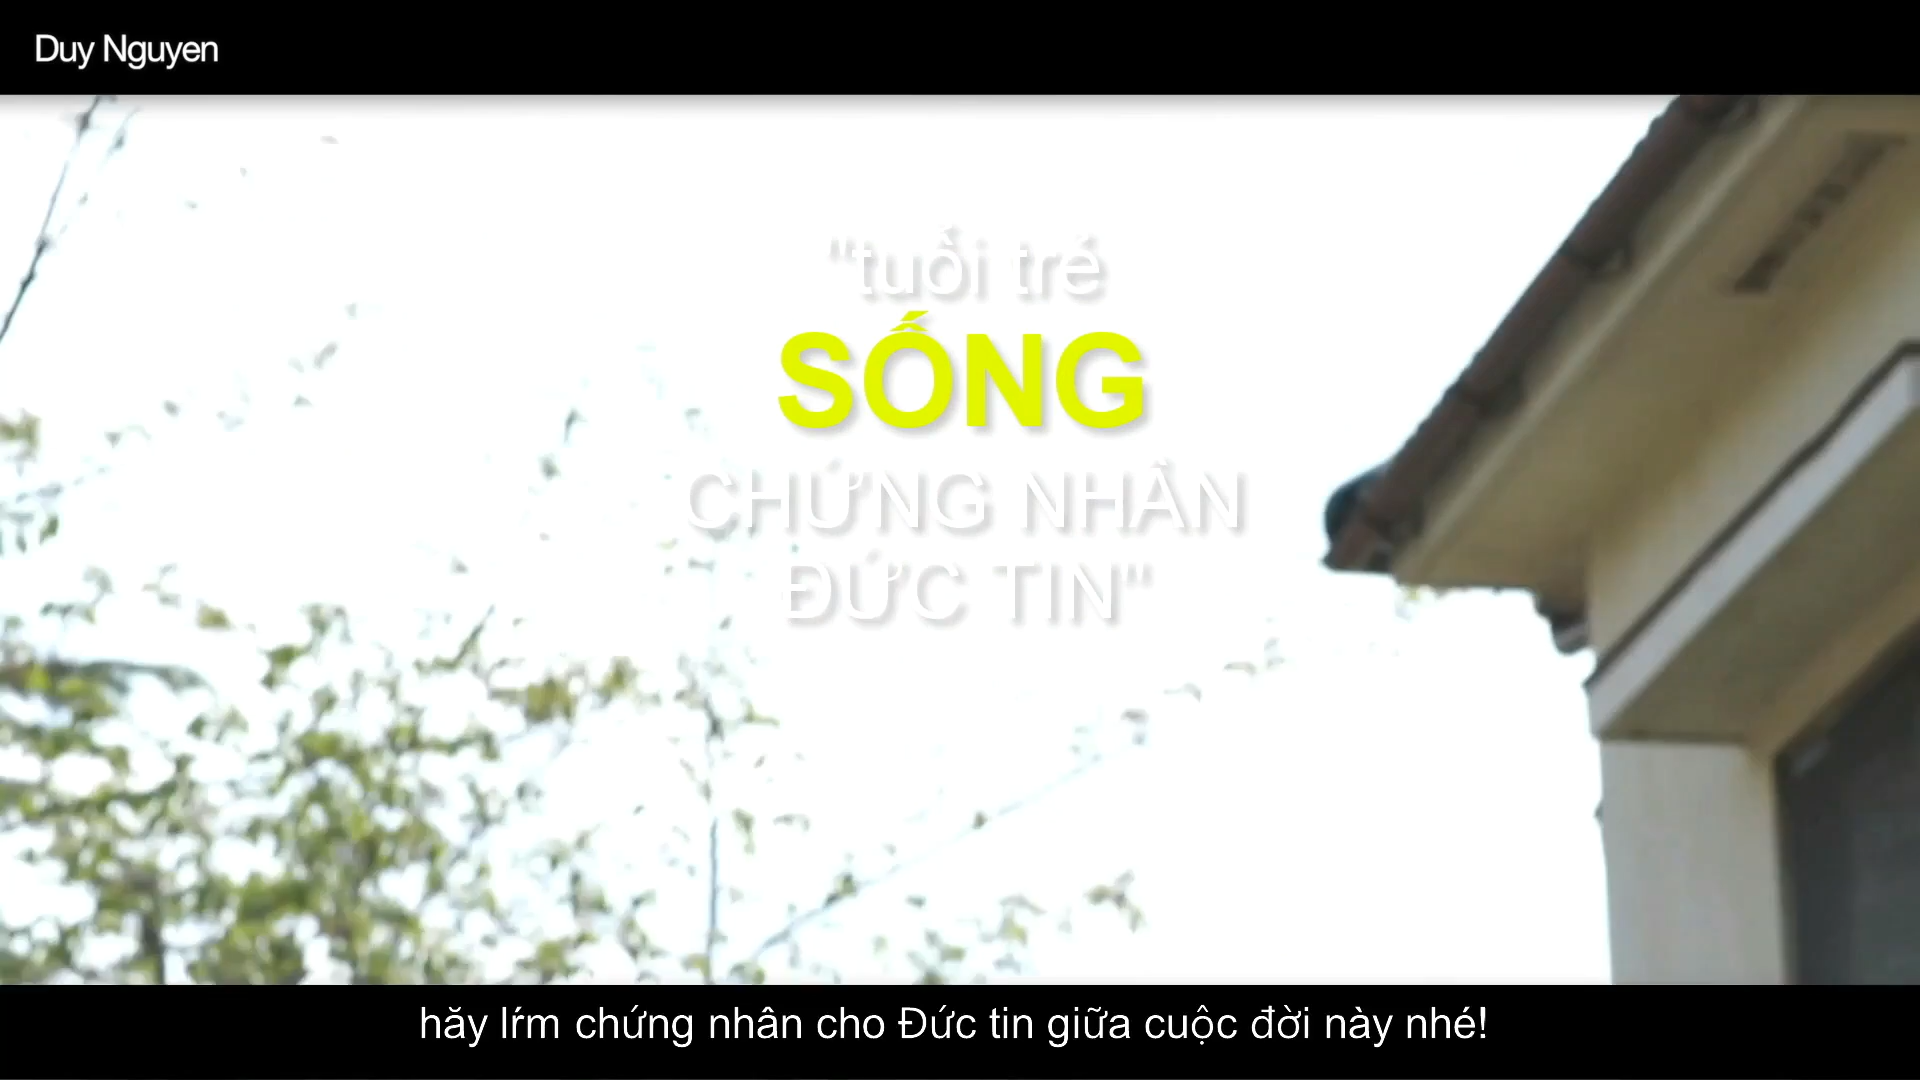 Duy Nguyen
"tuổi trẻ
SỐNG
CHỨNG NHÂN
ĐỨC TIN"
hăy lŕm chứng nhân cho Đức tin giữa cuộc đời này nhé!